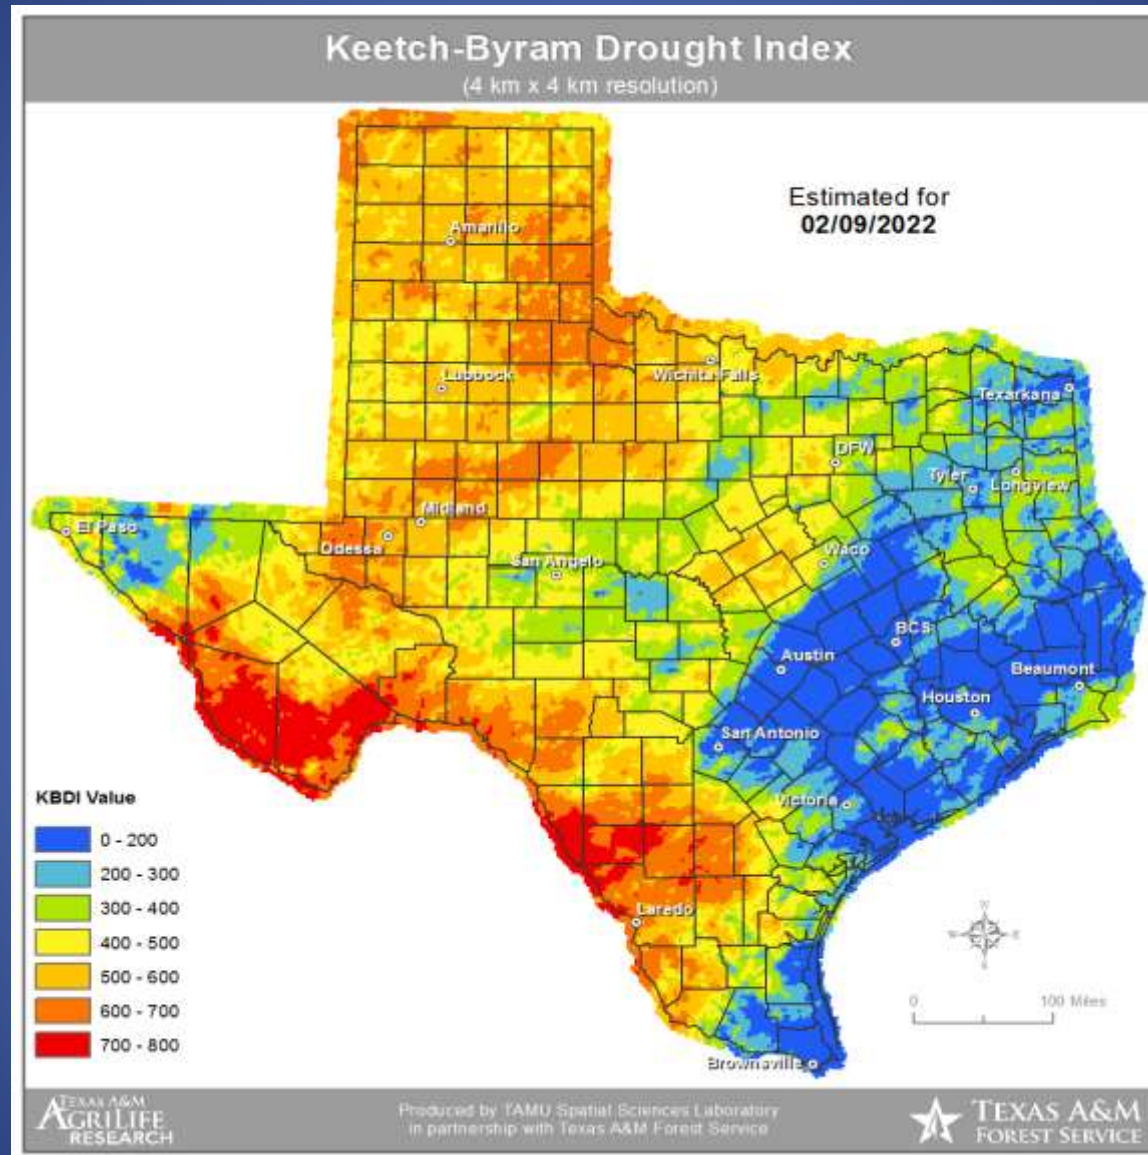 Keetch-Byram Drought Index
(4 km x 4 km resolution)
Estimated for
02/09/2022
Amarillo
Lubbock
Wichita Falls
Texarkana
DFW
Tyler
Longview
Midland
El Paso
Odessa
San Angelo
Waco
BCS
Austin
Beaumont
Houston
San Antonio
Victoria
KBDI Value
0 - 200
200 - 300
300 - 400
400 - 500
500 - 600
600 - 700
700 - 800
Laredo
0 100 Miles
Brownsville
TEXAS A&M
AGRILIFE
RESEARCH
Produced by TAMU Spatial Sciences Laboratory
in partnership with Texas A&M Forest Service
TEXAS A&M
FOREST SERVICE